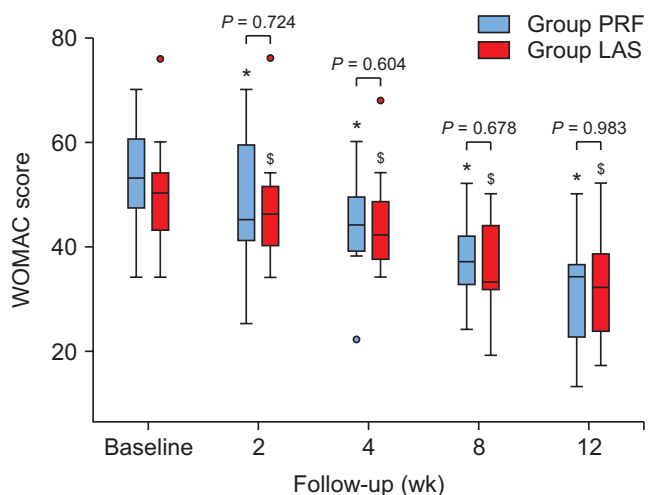 Group PRF
Group LAS
P = 0.724
P = 0.604
P = 0.678
P = 0.983
* $
* $
* $
* $
80
60
40
20
WOMAC score
Baseline 2 4 8 12
Follow-up (wk)